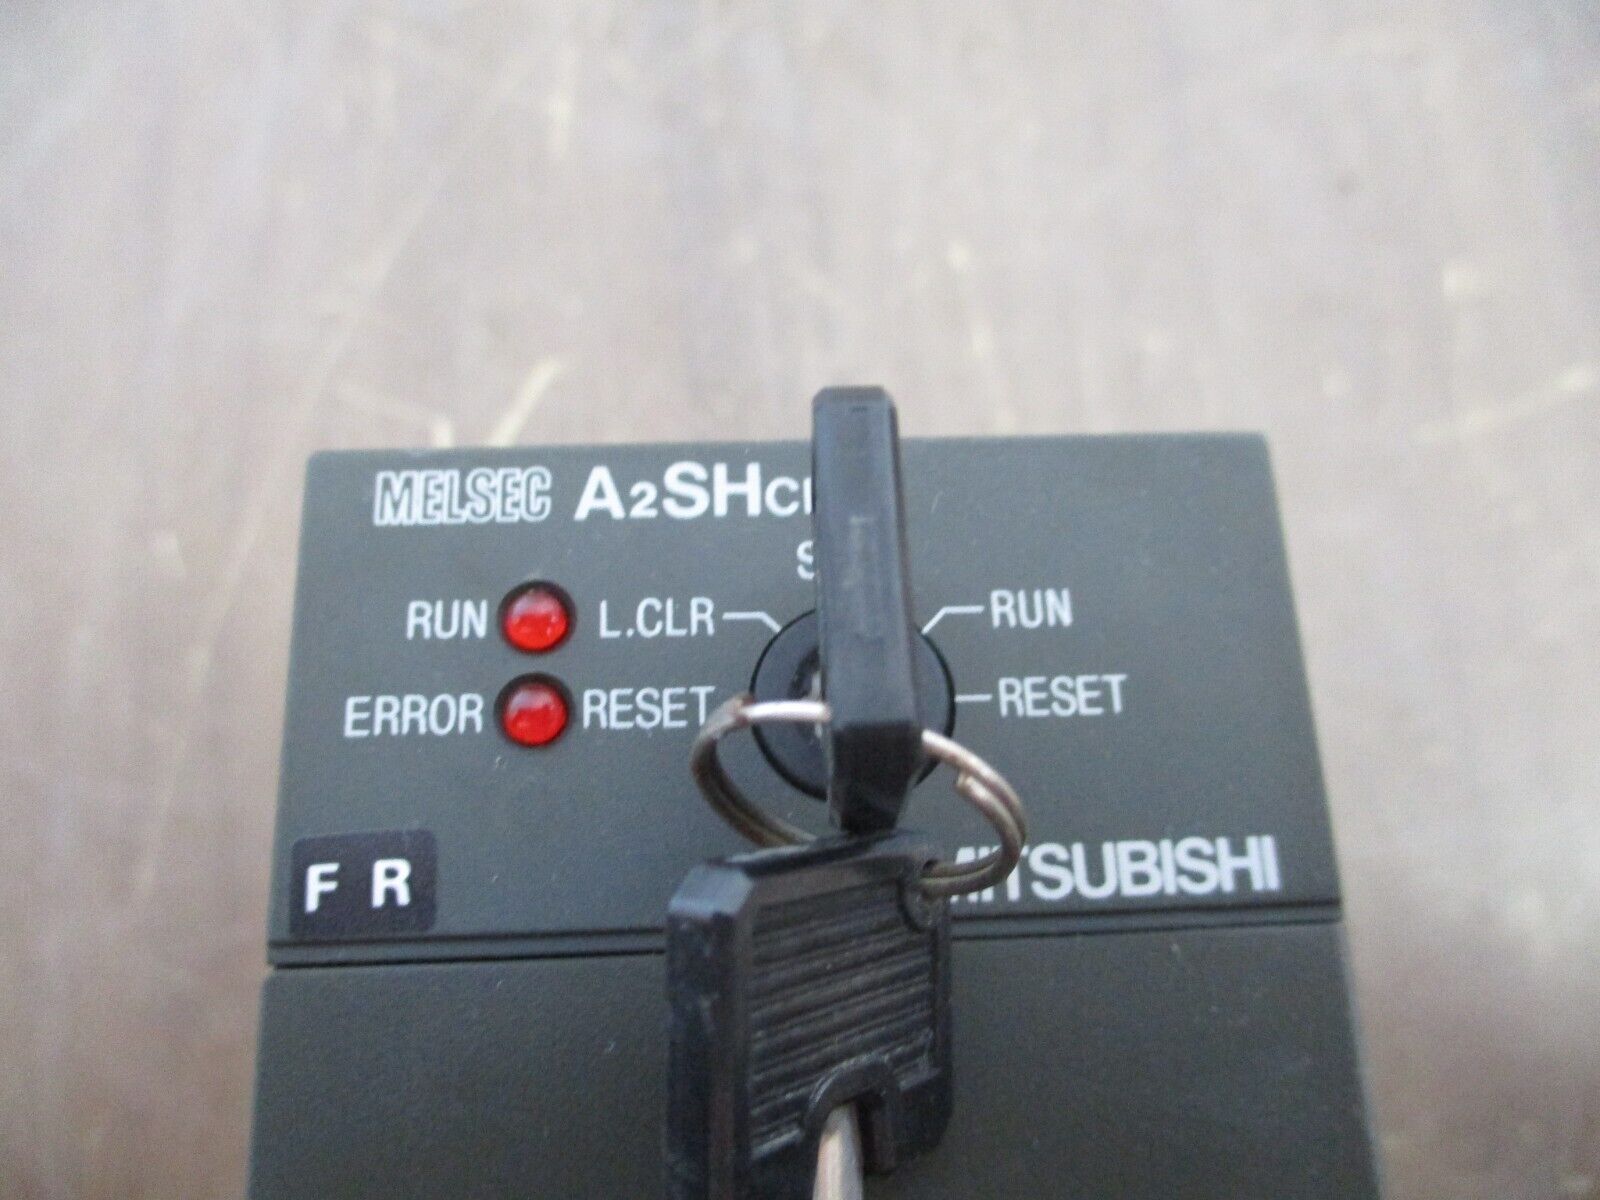 MELSEC A2SH
RUN L.CLR RUN
ERROR RESET RESET
F R
MITSUBISHI